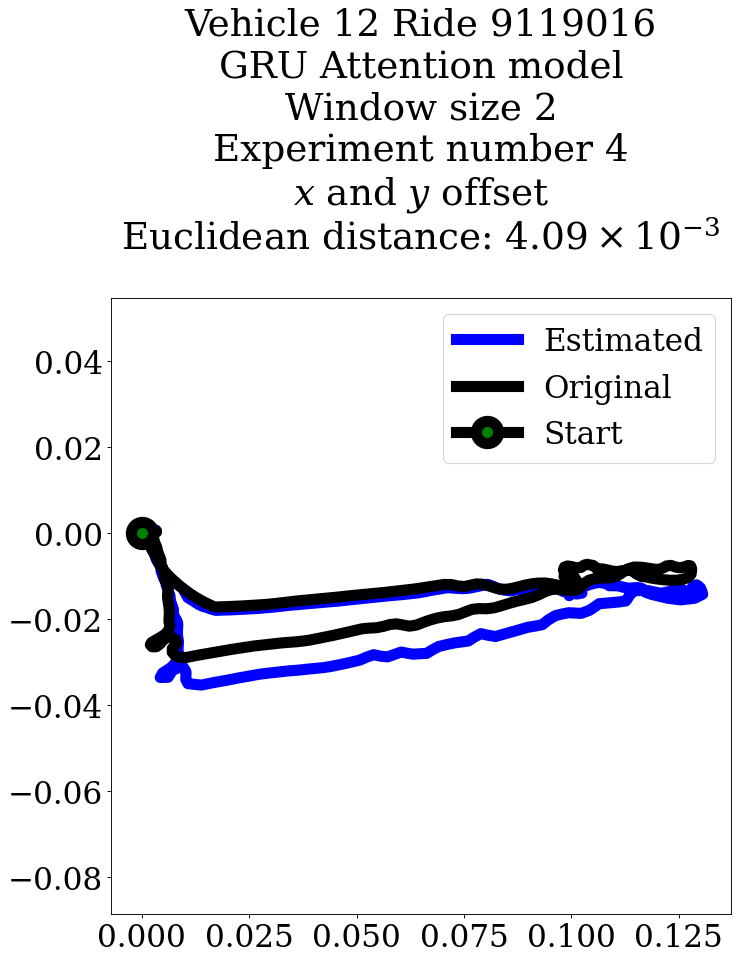 Vehicle 12 Ride 9119016
GRU Attention model
Window size 2
Experiment number 4
x and y offset
Euclidean distance: 4.09 × 10⁻³
Estimated
Original
Start
0.04
0.02
0.00
−0.02
−0.04
−0.06
−0.08
0.000 0.025 0.050 0.075 0.100 0.125